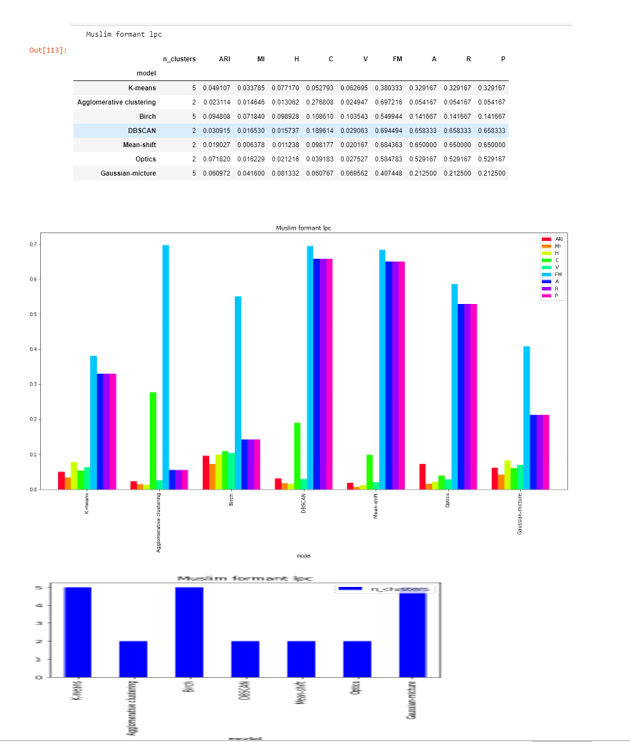 Muslim formant lpc
Out[113]:
n_clusters ARI MI H C V FM A R P
model
K-means 5 0.049107 0.033785 0.077170 0.052793 0.062695 0.380333 0.329167 0.329167 0.329167
Agglomerative clustering 2 0.023114 0.014646 0.013062 0.276808 0.024947 0.697216 0.054167 0.054167 0.054167
Birch 5 0.094808 0.071840 0.098928 0.108610 0.103543 0.549944 0.141667 0.141667 0.141667
DBSCAN 2 0.030915 0.016530 0.015737 0.189614 0.029063 0.694494 0.658333 0.658333 0.658333
Mean-shift 2 0.019027 0.006378 0.011238 0.098177 0.020167 0.684363 0.650000 0.650000 0.650000
Optics 2 0.071820 0.016229 0.021216 0.039183 0.027527 0.584783 0.529167 0.529167 0.529167
Gaussian-micture 5 0.060972 0.041600 0.081332 0.060767 0.069562 0.407448 0.212500 0.212500 0.212500
Muslim formant lpc
0.7
0.6
0.5
0.4
0.3
0.2
0.1
0.0
ARI
MI
H
C
V
FM
A
R
P
K-means
Agglomerative clustering
Birch
DBSCAN
Mean-shift
Optics
Gaussian-micture
model
Muslim formant lpc
n_clusters
5
4
3
2
1
0
K-means
Agglomerative clustering
Birch
DBSCAN
Mean-shift
Optics
Gaussian-micture